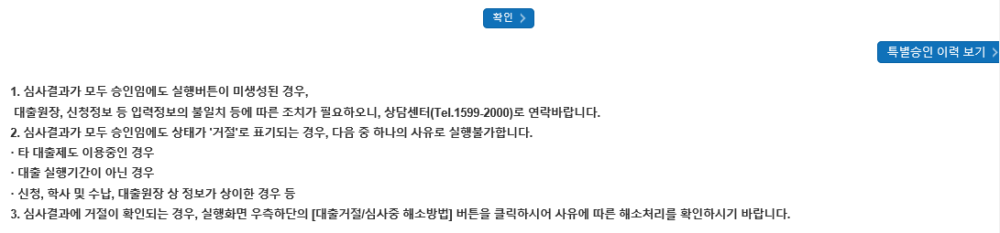 확인
특별승인 이력 보기
1. 심사결과가 모두 승인임에도 실행버튼이 미생성된 경우,
대출원장, 신청정보 등 입력정보의 불일치 등에 따른 조치가 필요하오니, 상담센터(Tel.1599-2000)로 연락바랍니다.
2. 심사결과가 모두 승인임에도 상태가 '거절'로 표기되는 경우, 다음 중 하나의 사유로 실행불가합니다.
· 타 대출제도 이용중인 경우
· 대출 실행기간이 아닌 경우
· 신청, 학사 및 수납, 대출원장 상 정보가 상이한 경우 등
3. 심사결과에 거절이 확인되는 경우, 실행화면 우측하단의 [대출거절/심사중 해소방법] 버튼을 클릭하시어 사유에 따른 해소처리를 확인하시기 바랍니다.